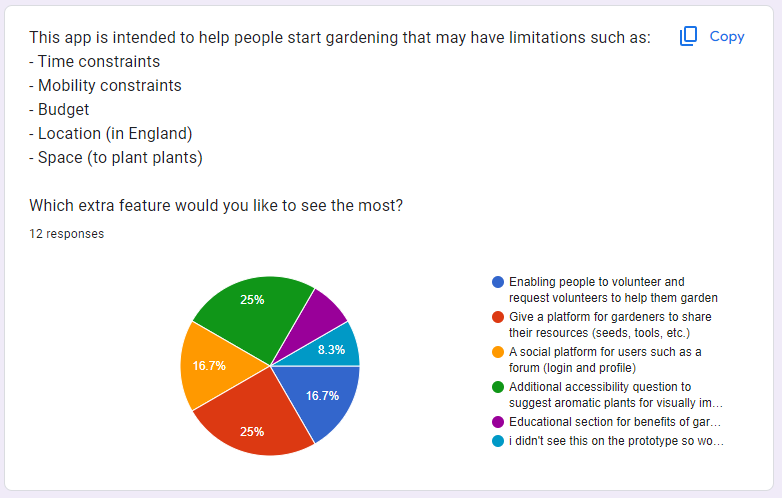 This app is intended to help people start gardening that may have limitations such as:
Copy
- Time constraints
- Mobility constraints
- Budget
- Location (in England)
- Space (to plant plants)
Which extra feature would you like to see the most?
12 responses
25%
8.3%
16.7%
16.7%
25%
Enabling people to volunteer and
request volunteers to help them garden
Give a platform for gardeners to share
their resources (seeds, tools, etc.)
A social platform for users such as a
forum (login and profile)
Additional accessibility question to
suggest aromatic plants for visually im…
Educational section for benefits of gar…
i didn't see this on the prototype so wo…